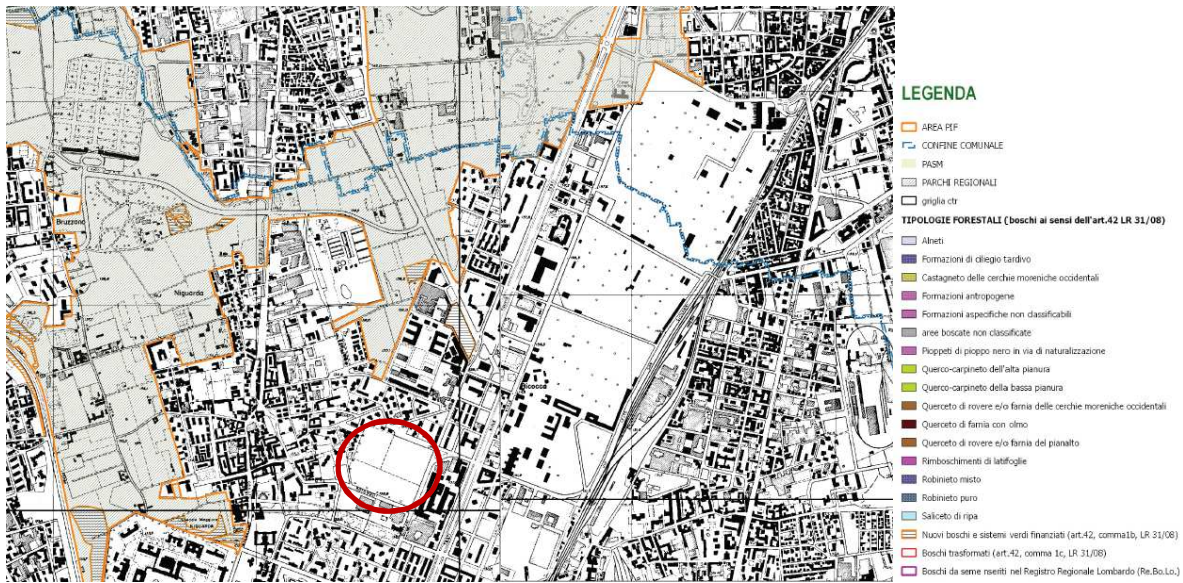 Bruzzano
Niguarda
Bicocca
LEGENDA
AREA PIF
CONFINE COMUNALE
PASM
PARCHI REGIONALI
griglia ctr
TIPOLOGIE FORESTALI (boschi ai sensi dell'art.42 LR 31/08)
Alneti
Formazioni di ciliegio tardivo
Castagneto delle cerchie moreniche occidentali
Formazioni antropogene
Formazioni aspecifiche non classificabili
aree boscate non classificate
Pioppeti di pioppo nero in via di naturalizzazione
Querco-carpineto dell'alta pianura
Querco-carpineto della bassa pianura
Querceto di rovere e/o farnia delle cerchie moreniche occidentali
Querceto di farnia con olmo
Querceto di rovere e/o farnia del pianalto
Rimboschimenti di latifoglie
Robinieto misto
Robinieto puro
Saliceto di ripa
Nuovi boschi e sistemi verdi finanziati (art.42, comma1b, LR 31/08)
Boschi trasformati (art.42, comma 1c, LR 31/08)
Boschi da seme inseriti nel Registro Regionale Lombardo (Re.Bo.Lo.)